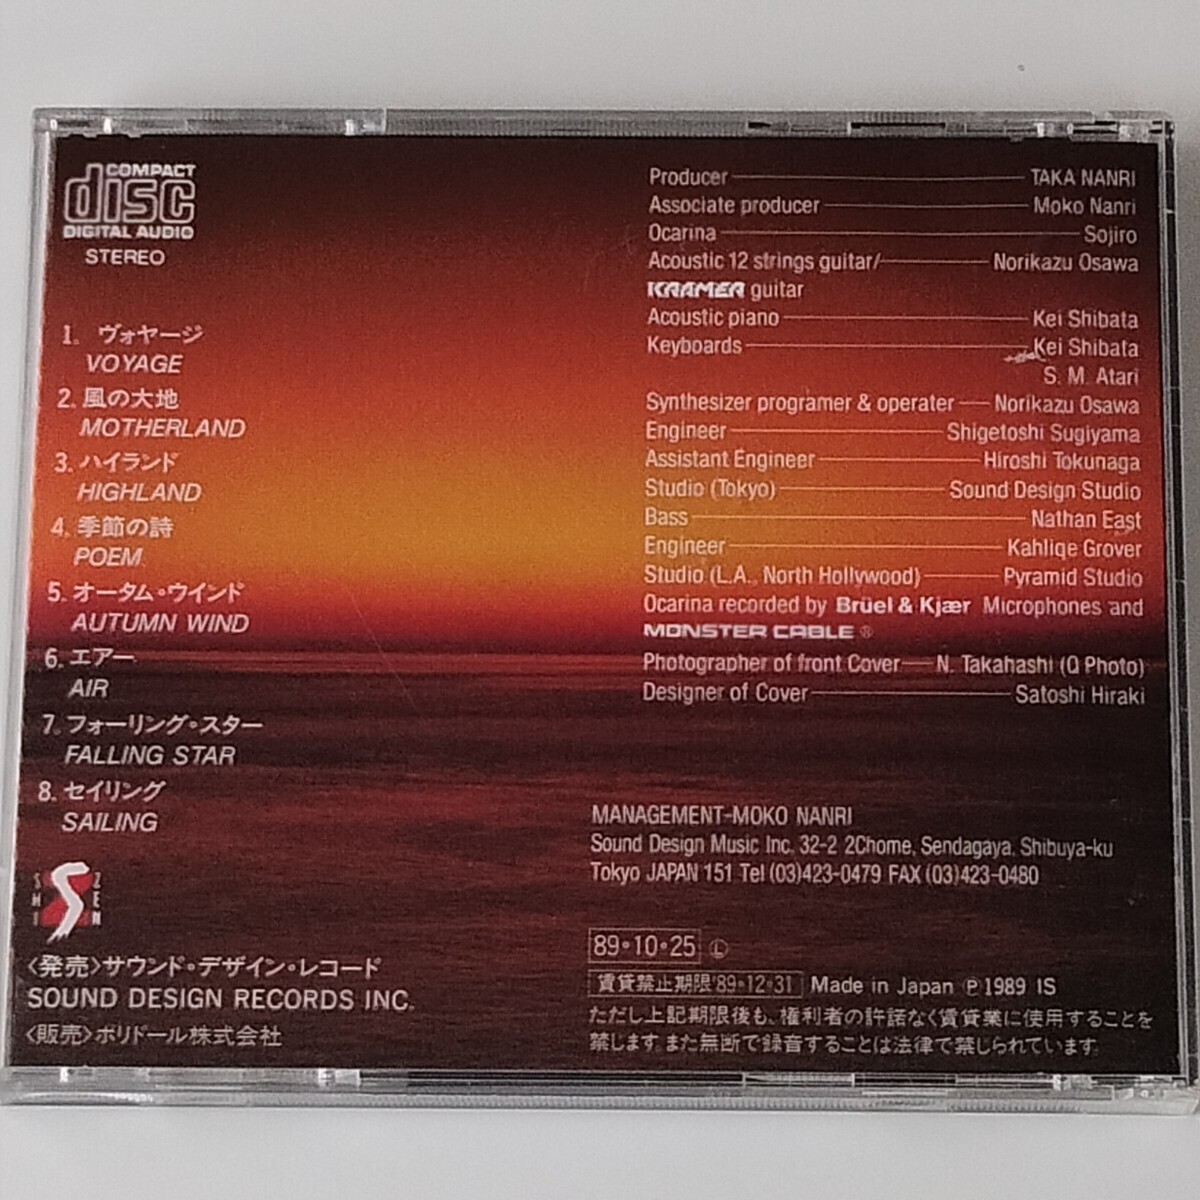 COMPACT
disc
DIGITAL AUDIO
STEREO
1. ヴォヤージ
VOYAGE
2. 風の大地
MOTHERLAND
3. ハイランド
HIGHLAND
4. 季節の詩
POEM
5. オータム・ウインド
AUTUMN WIND
6. エアー
AIR
7. フォーリング・スター
FALLING STAR
8. セイリング
SAILING
SHI ZEN
〈発売〉サウンド・デザイン・レコード
SOUND DESIGN RECORDS INC.
〈販売〉ポリドール株式会社
Producer TAKA NANRI
Associate producer Moko Nanri
Ocarina Sojiro
Acoustic 12 strings guitar/ Norikazu Osawa
KRAMER guitar
Acoustic piano Kei Shibata
Keyboards Kei Shibata
S. M. Atari
Synthesizer programer & operater Norikazu Osawa
Engineer Shigetoshi Sugiyama
Assistant Engineer Hiroshi Tokunaga
Studio (Tokyo) Sound Design Studio
Bass Nathan East
Engineer Kahliqe Grover
Studio (L.A., North Hollywood) Pyramid Studio
Ocarina recorded by Brüel & Kjær Microphones and
MONSTER CABLE ®
Photographer of front Cover N. Takahashi (Q Photo)
Designer of Cover Satoshi Hiraki
MANAGEMENT-MOKO NANRI
Sound Design Music Inc. 32-2 2Chome, Sendagaya, Shibuya-ku
Tokyo JAPAN 151 Tel (03)423-0479 FAX (03)423-0480
89・10・25 Ⓛ
賃貸禁止期限'89・12・31 Made in Japan ℗1989 IS
ただし上記期限後も、権利者の許諾なく賃貸業に使用することを
禁じます。また無断で録音することは法律で禁じられています。